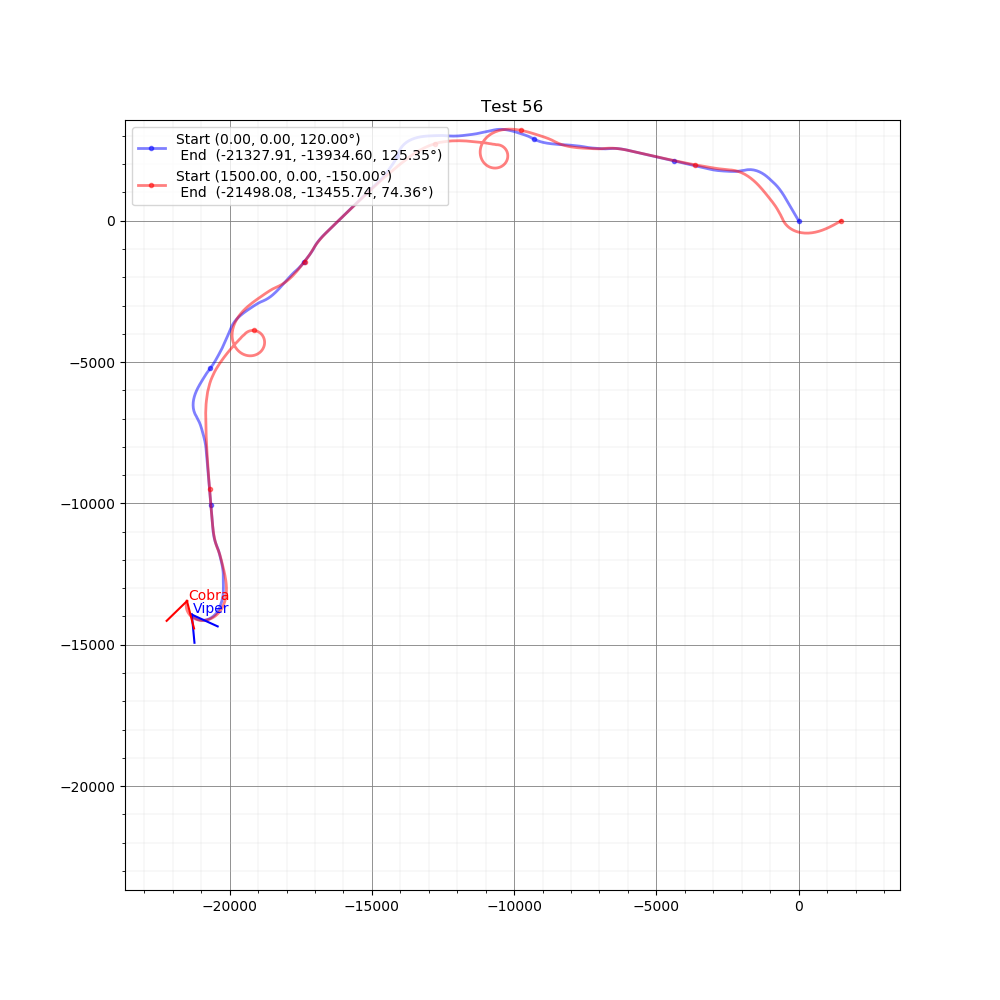 Test 56
Start (0.00, 0.00, 120.00°)
End  (-21327.91, -13934.60, 125.35°)
Start (1500.00, 0.00, -150.00°)
End  (-21498.08, -13455.74, 74.36°)
0
−5000
−10000
Cobra
Viper
−15000
−20000
−20000
−15000
−10000
−5000
0